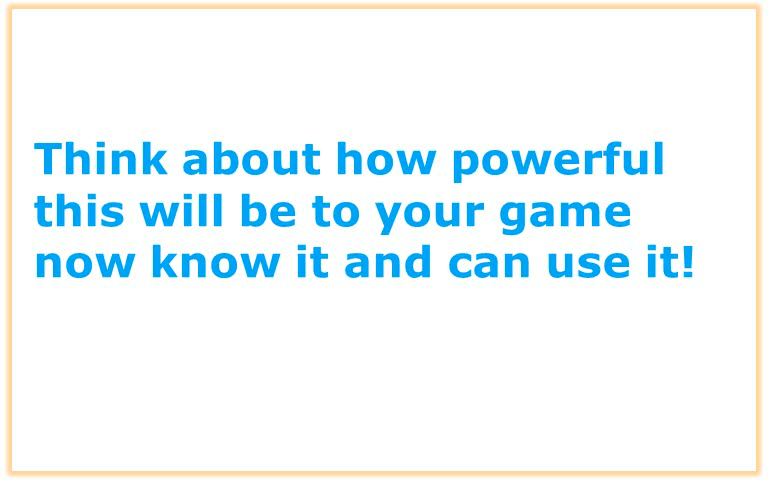 Think about how powerful
this will be to your game
now know it and can use it!